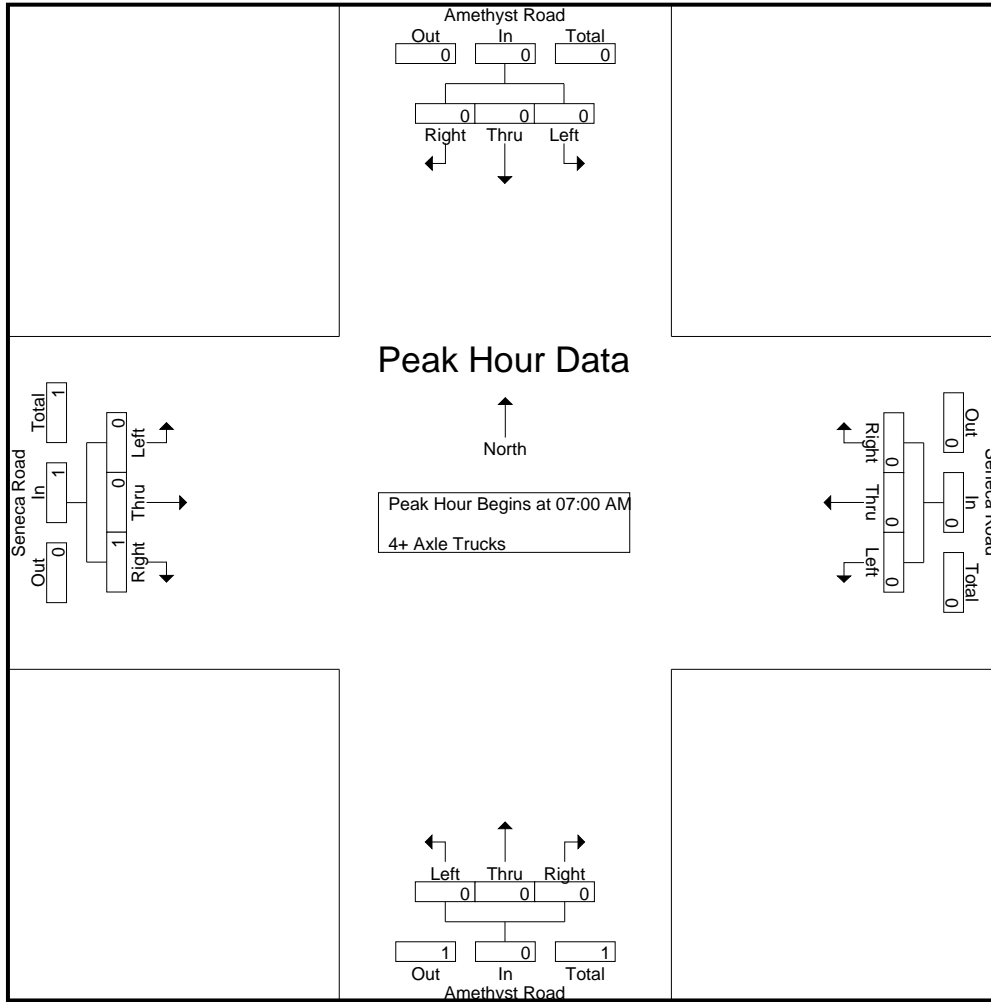 Amethyst Road
Out In Total
0 0 0
0 0 0
Right Thru Left
Peak Hour Data
North
Peak Hour Begins at 07:00 AM
4+ Axle Trucks
Seneca Road
Total In Out
1 1 0
0 0 1
Left Thru Right
Right Thru Left
0 0 0
Out In Total
0 0 0
Seneca Road
Left Thru Right
0 0 0
1 0 1
Out In Total
Amethyst Road